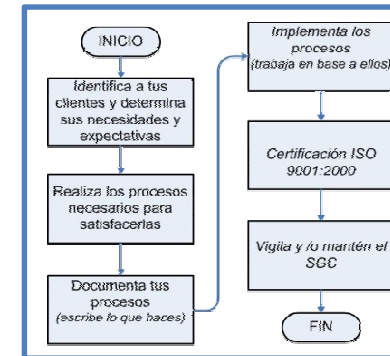 INICIO
Identifica a tus
clientes y determina
sus necesidades y
expectativas
Realiza los procesos
necesarios para
satisfacerlas
Documenta tus
procesos
(escribe lo que haces)
Implementa los
procesos
(trabaja en base a ellos)
Certificación ISO
9001:2000
Vigila y /o mantén el
SGC
FIN